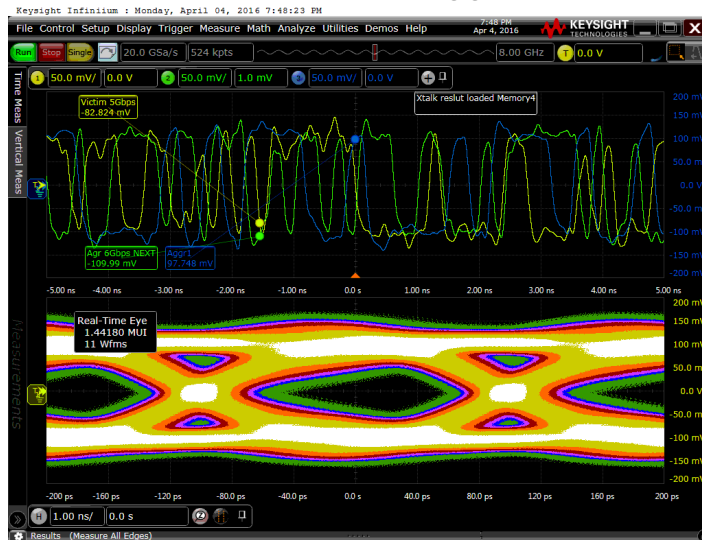 Keysight Infiniium : Monday, April 04, 2016 7:48:23 PM
File Control Setup Display Trigger Measure Math Analyze Utilities Demos Help
7:48 PM
Apr 4, 2016
KEYSIGHT
TECHNOLOGIES
Run Stop Single 20.0 GSa/s 524 kpts 8.00 GHz T 0.0 V
1 50.0 mV/ 0.0 V 2 50.0 mV/ 1.0 mV 3 50.0 mV/ 0.0 V
Time Meas
Vertical Meas
Measurements
Victim 5Gbps
-82.824 mV
Xtalk reslut loaded Memory4
200 mV
150 mV
100 mV
50.0 m
0.0 V
-50.0 m
-100 mV
-150 mV
-200 mV
Agr 6Gbps NEXT
-109.99 mV
Aggr1
97.748 mV
-5.00 ns -4.00 ns -3.00 ns -2.00 ns -1.00 ns 0.0 s 1.00 ns 2.00 ns 3.00 ns 4.00 ns 5.00 ns
Real-Time Eye
1.44180 MUI
11 Wfms
200 mV
150 mV
100 mV
50.0 m
0.0 V
-50.0 m
-100 mV
-150 mV
-200 mV
-200 ps -160 ps -120 ps -80.0 ps -40.0 ps 0.0 s 40.0 ps 80.0 ps 120 ps 160 ps 200 ps
H 1.00 ns/ 0.0 s
Results (Measure All Edges)